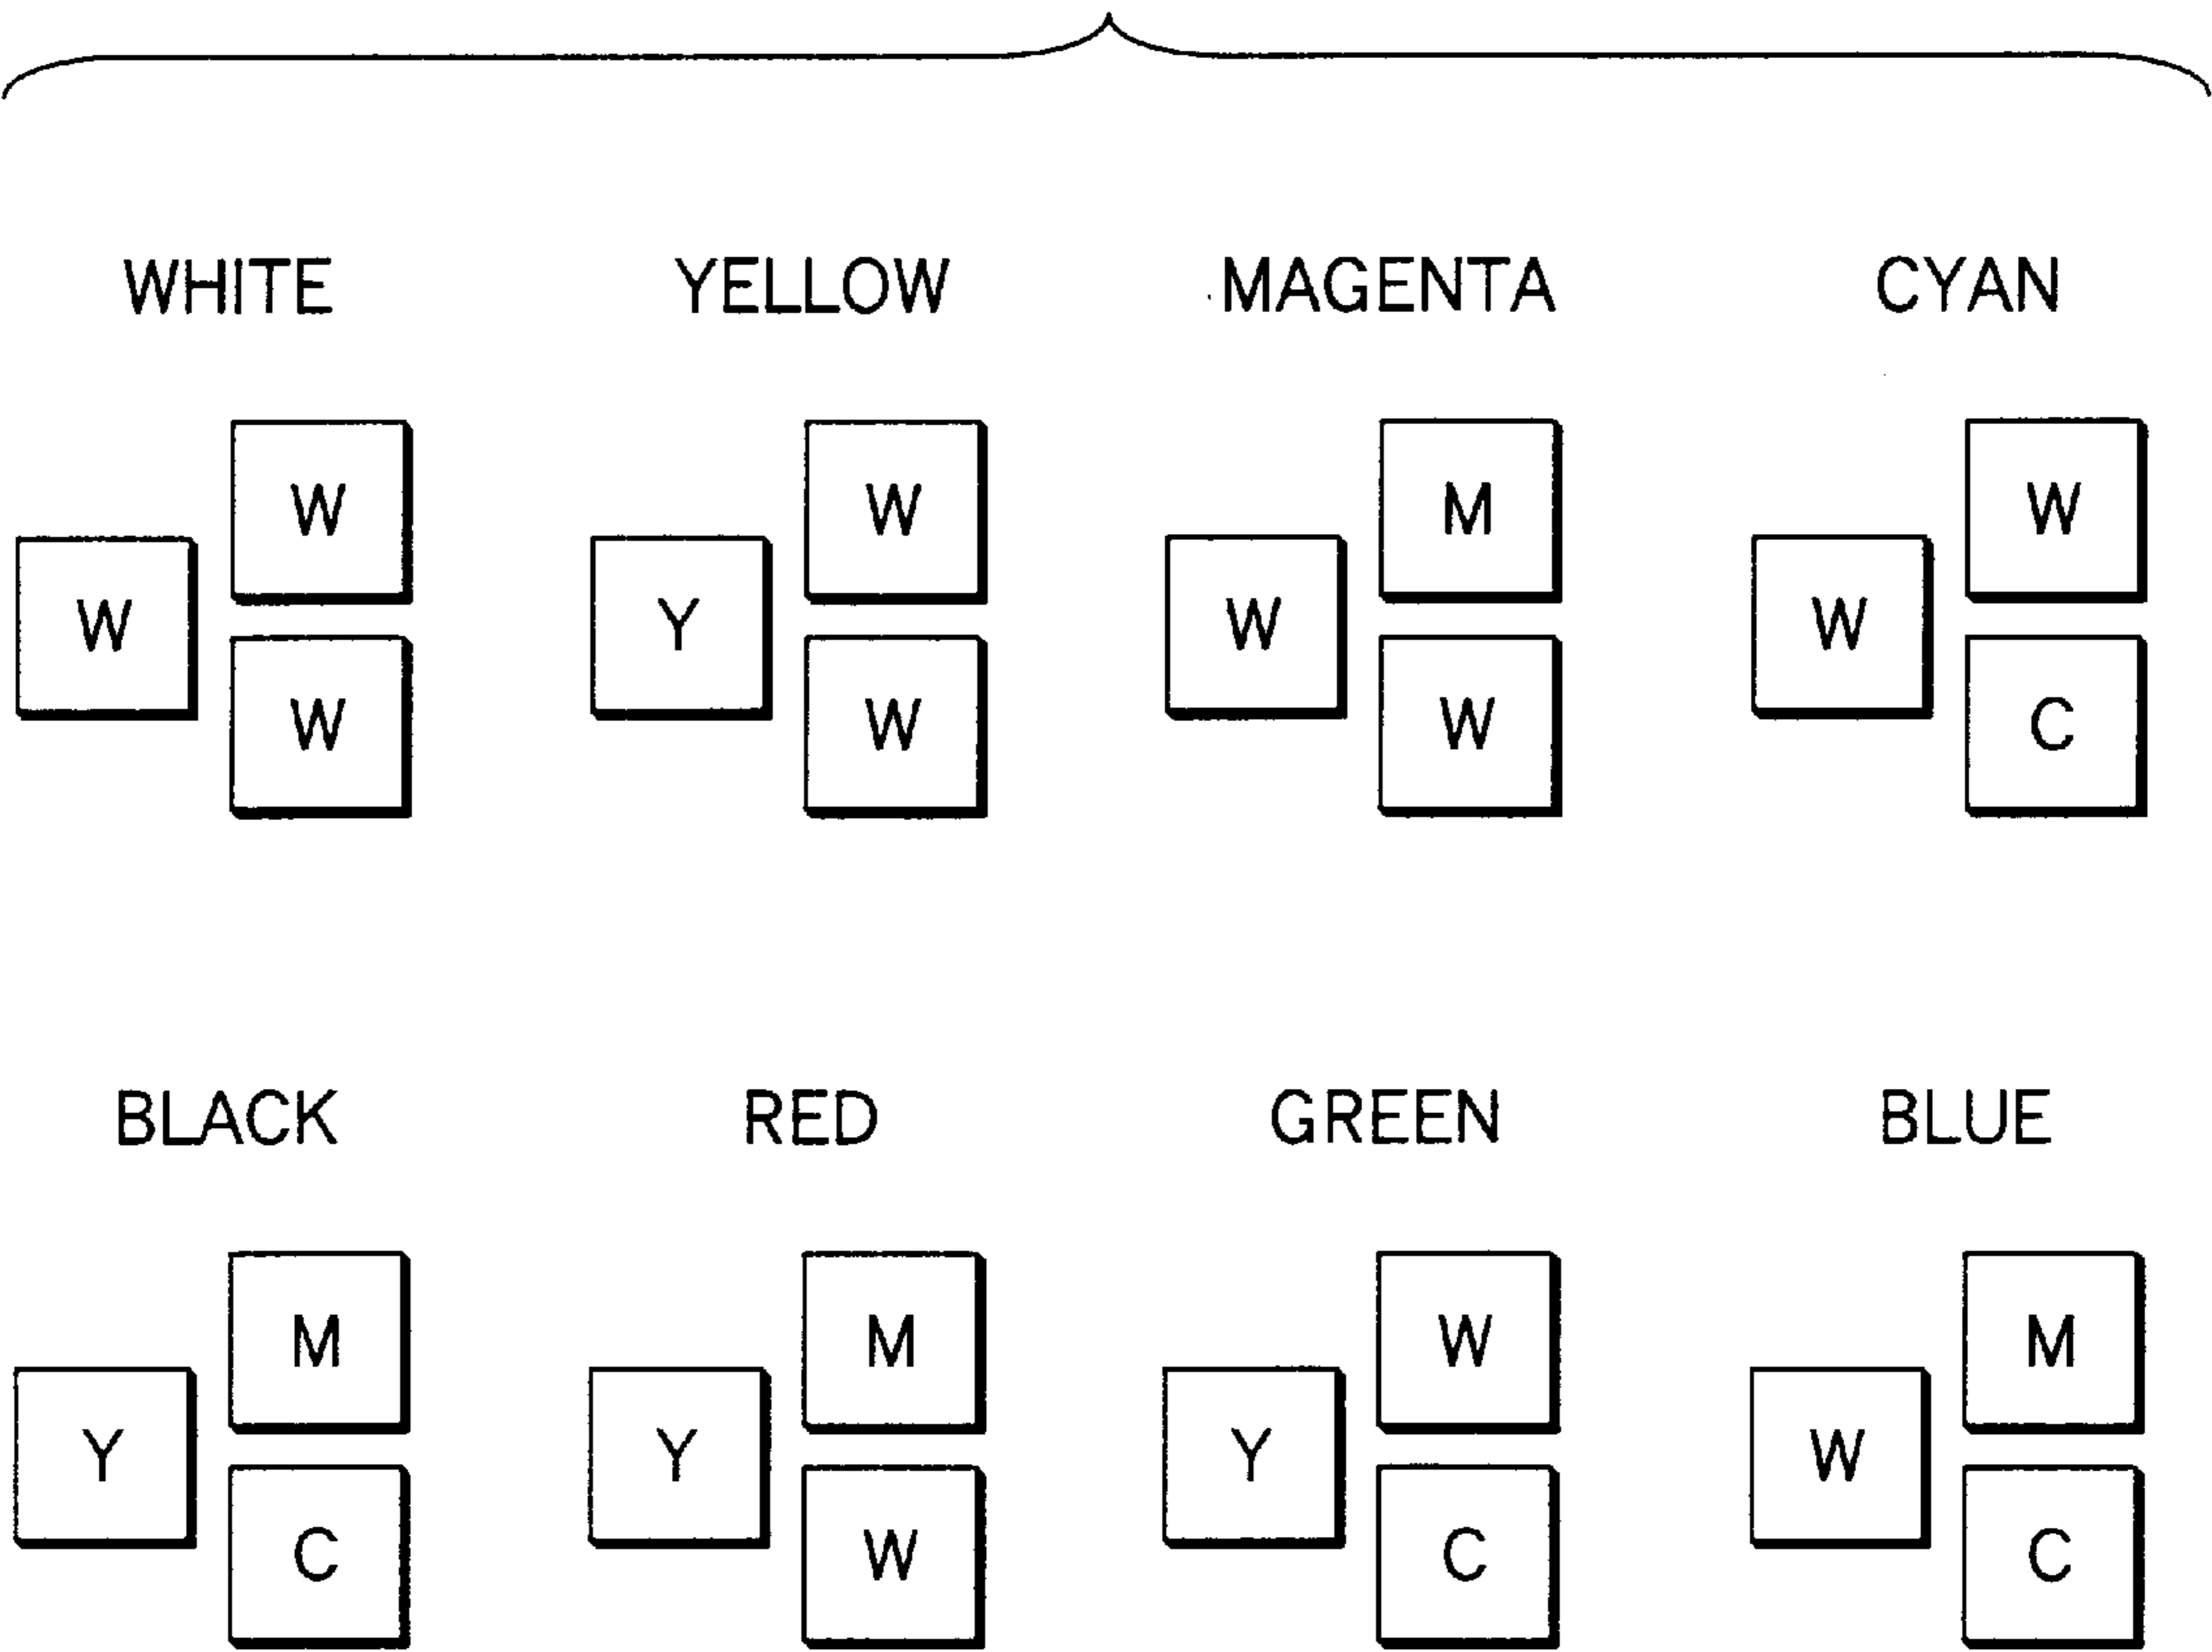 WHITE YELLOW MAGENTA CYAN
W W M W
W Y W W
W W W C
BLACK RED GREEN BLUE
M M W M
Y Y Y W
C W C C